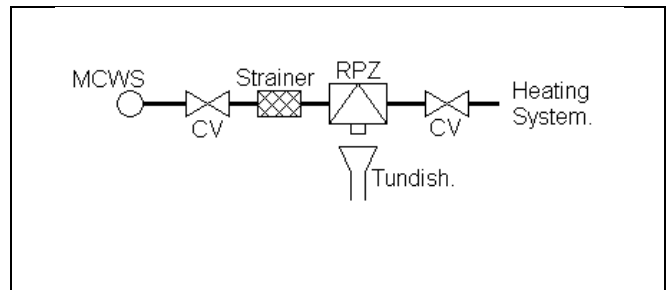 MCWS
Strainer
RPZ
Heating
System.
CV
CV
Tundish.